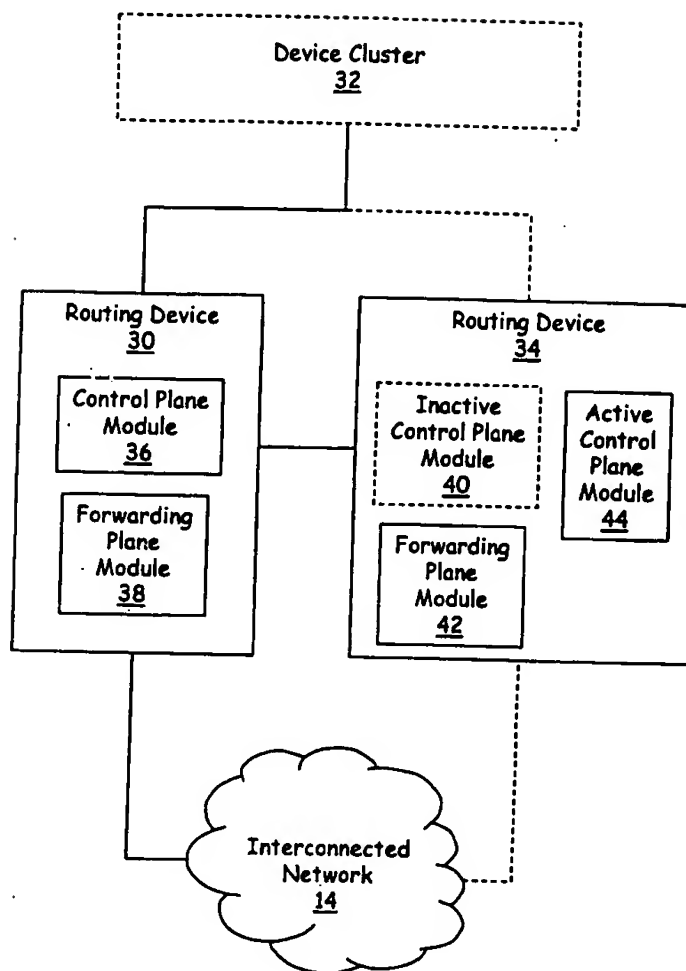 Device Cluster
32
Routing Device
30
Control Plane
Module
36
Forwarding
Plane
Module
38
Routing Device
34
Inactive
Control Plane
Module
40
Active
Control
Plane
Module
44
Forwarding
Plane
Module
42
Interconnected
Network
14